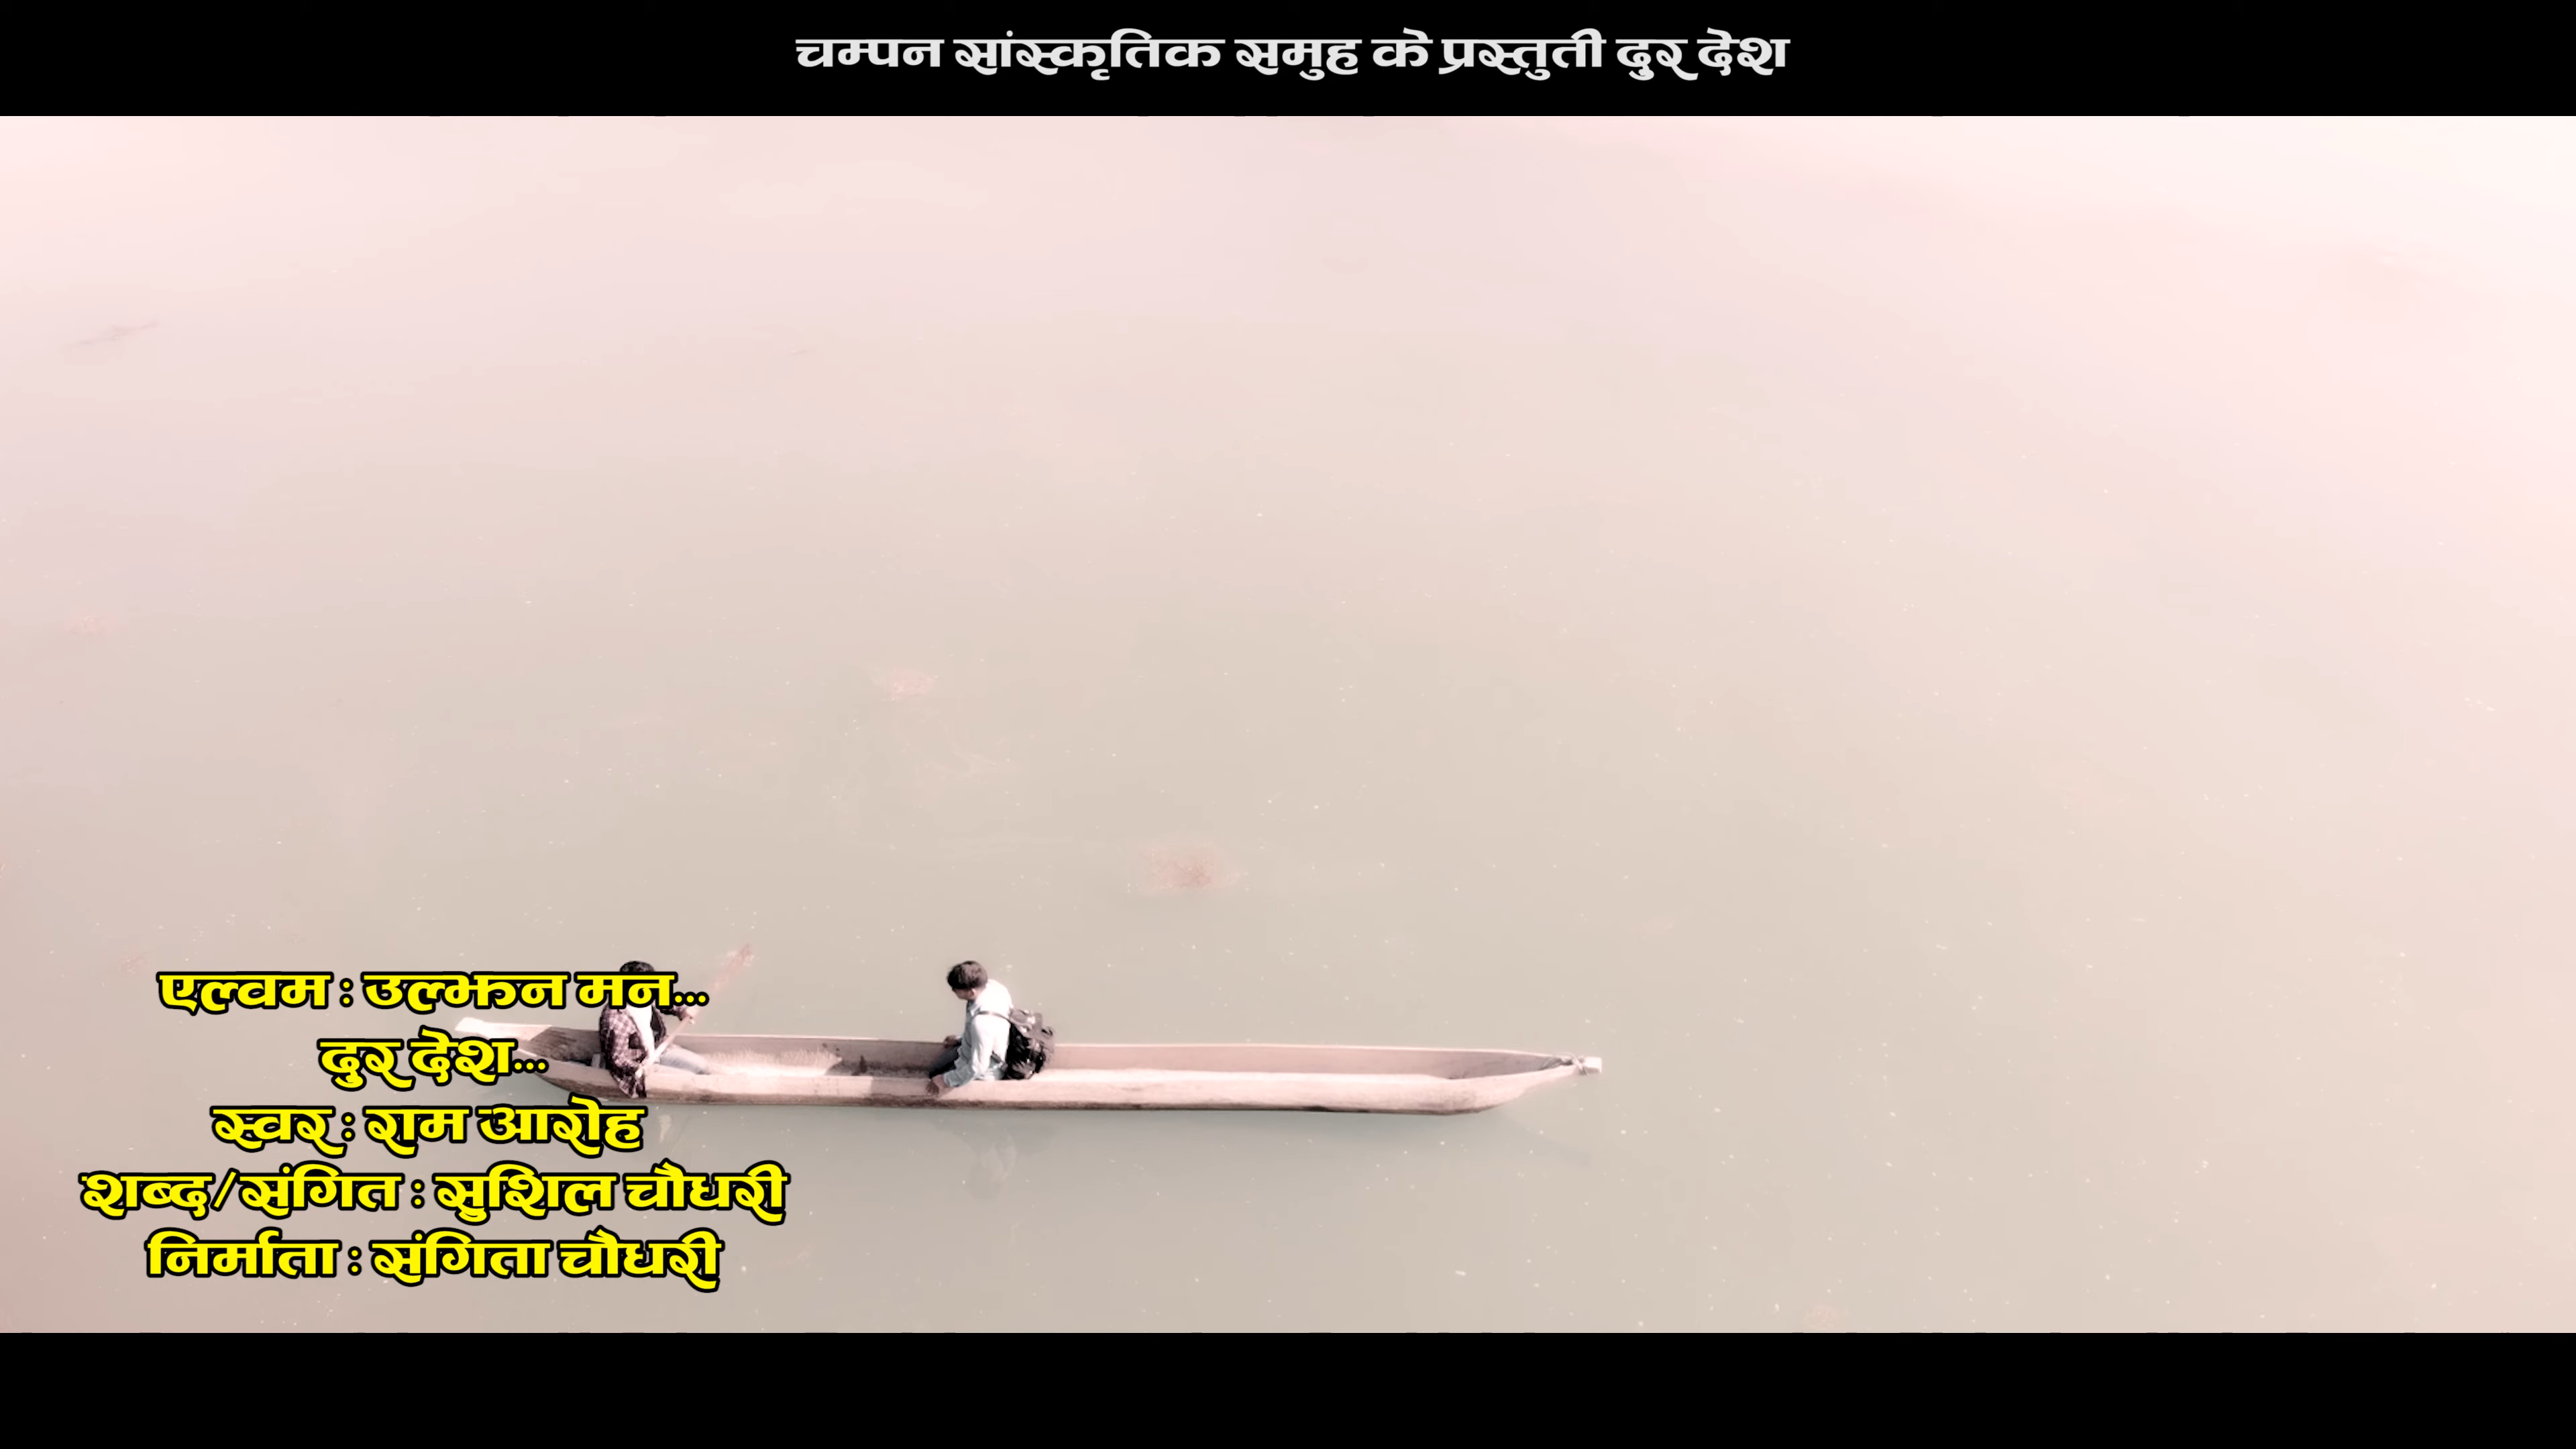 चम्पन सांस्कृतिक समुह के प्रस्तुती दुर देश
एल्वम : उल्झन मन...
दुर देश...
स्वर : राम आरोह
शब्द/संगित : सुशिल चौधरी
निर्माता : संगिता चौधरी